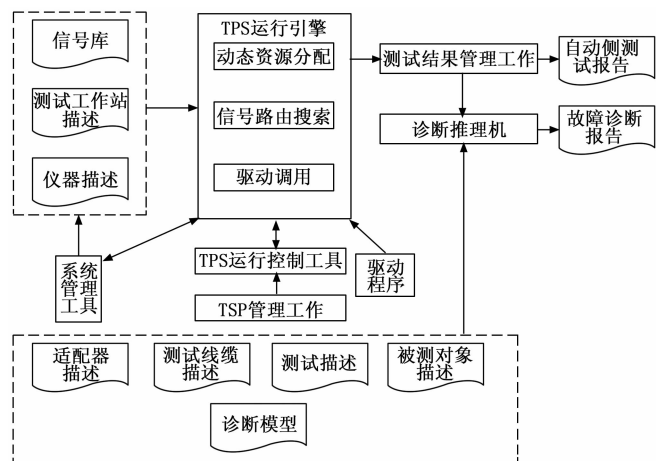 信号库
测试工作站
描述
仪器描述
TPS运行引擎
动态资源分配
信号路由搜索
驱动调用
测试结果管理工作
诊断推理机
自动侧测
试报告
故障诊断
报告
系统
管理
工具
TPS运行控制工具
TSP管理工作
驱动
程序
适配器
描述
测试线缆
描述
测试描述
被测对象
描述
诊断模型